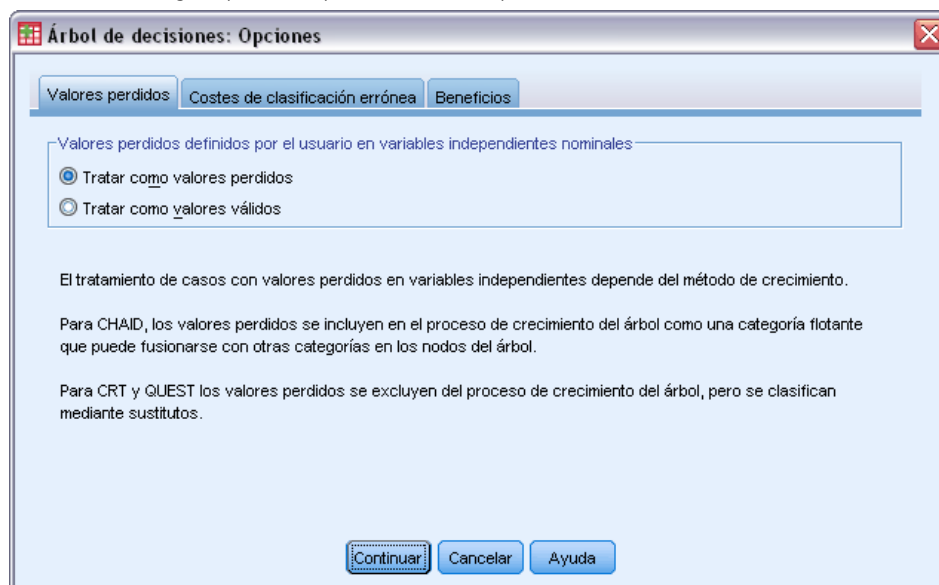 Árbol de decisiones: Opciones
Valores perdidos Costes de clasificación errónea Beneficios
Valores perdidos definidos por el usuario en variables independientes nominales
Tratar como valores perdidos
Tratar como valores válidos
El tratamiento de casos con valores perdidos en variables independientes depende del método de crecimiento.
Para CHAID, los valores perdidos se incluyen en el proceso de crecimiento del árbol como una categoría flotante
que puede fusionarse con otras categorías en los nodos del árbol.
Para CRT y QUEST los valores perdidos se excluyen del proceso de crecimiento del árbol, pero se clasifican
mediante sustitutos.
Continuar Cancelar Ayuda